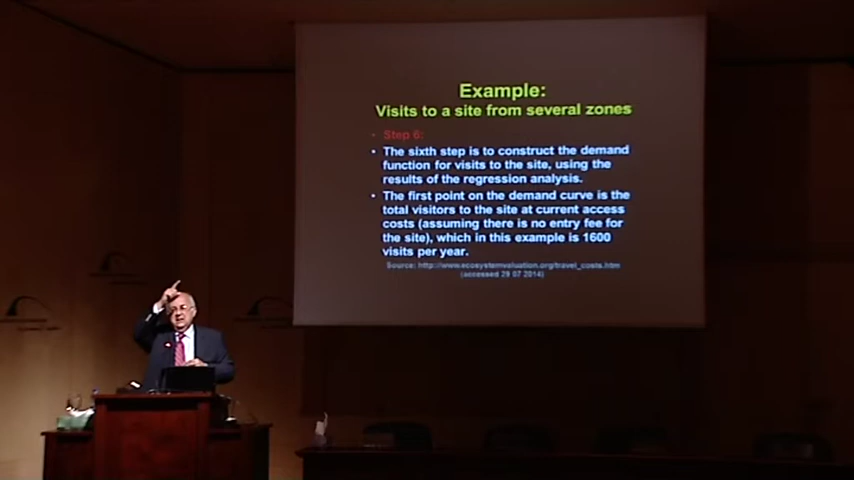 Example:
Visits to a site from several zones
• Step 6:
• The sixth step is to construct the demand
function for visits to the site, using the
results of the regression analysis.
• The first point on the demand curve is the
total visitors to the site at current access
costs (assuming there is no entry fee for
the site), which in this example is 1600
visits per year.
Source: http://www.ecosystemvaluation.org/travel_costs.htm
(accessed 29 07 2014)